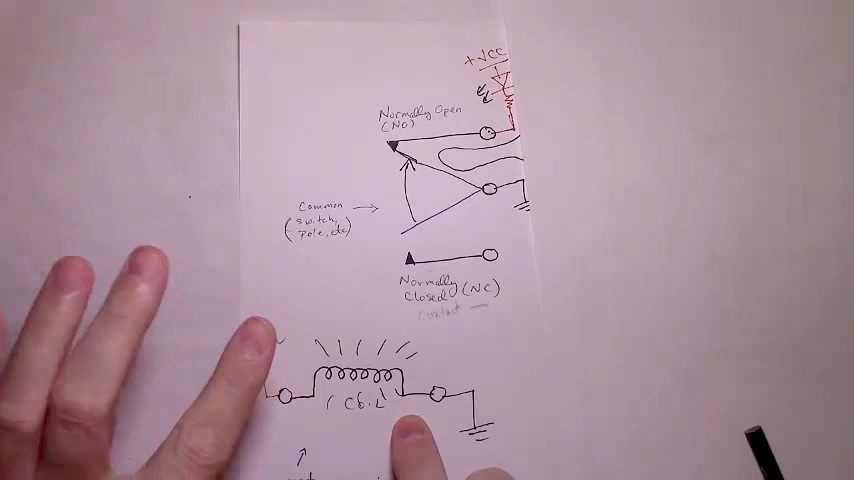 +VCC
Normally Open
(NO)
Common
(switch,
pole, etc)
Normally
Closed (NC)
contact
Coil